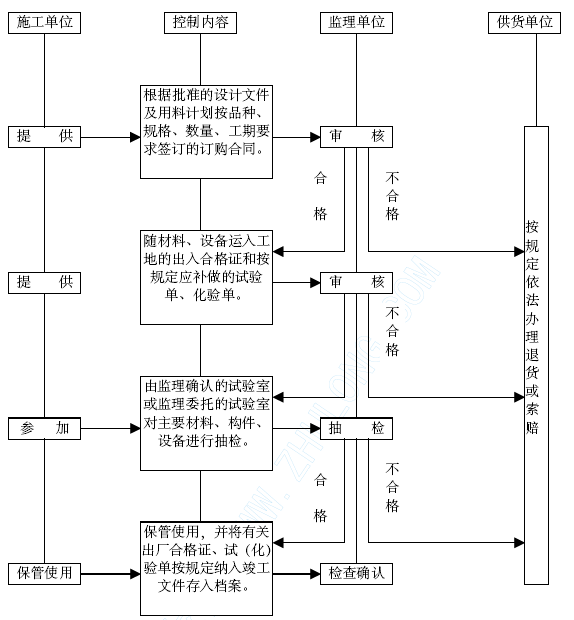 施工单位
控制内容
监理单位
供货单位
根据批准的设计文件
及用料计划按品种、
规格、数量、工期要
求签订的订购合同。
提 供
审 核
合格
不合格
随材料、设备运入工
地的出入合格证和按
规定应补做的试验
单、化验单。
提 供
审 核
不合格
按规定依法办理退货或索赔
由监理确认的试验室
或监理委托的试验室
对主要材料、构件、
设备进行抽检。
参 加
抽 检
合格
不合格
保管使用，并将有关
出厂合格证、试（化）
验单按规定纳入竣工
文件存入档案。
保管使用
检查确认
WWW.ZHULONG.COM